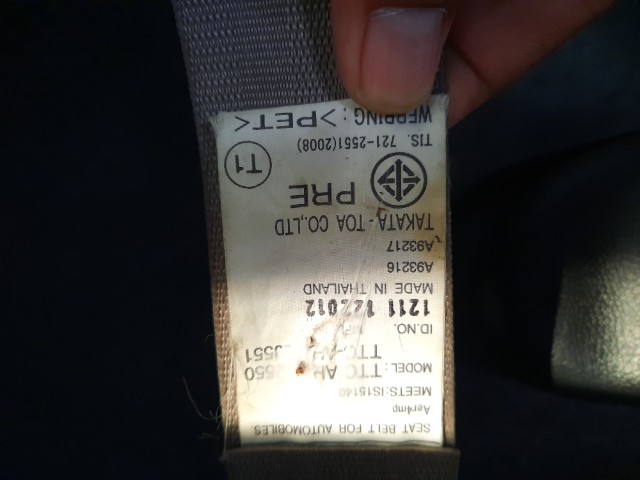 SEAT BELT FOR AUTOMOBILES
Aer4mp
MEETS:IS15140
MODEL:
ID.NO.
1211 122012
MADE IN THAILAND
A93216
A93217
TAKATA-TOA CO.,LTD
PRE
T1
TIS. 721-2551(2008)
WEBBING : >PET<